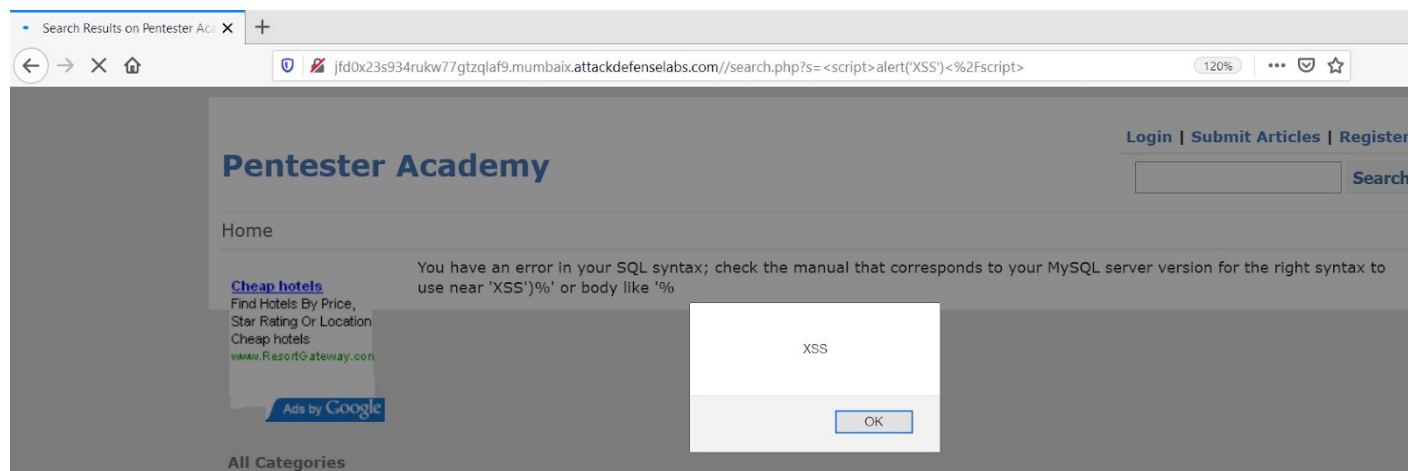 Search Results on Pentester Aca
jfd0x23s934rukw77gtzqlaf9.mumbaix.attackdefenselabs.com//search.php?s=<script>alert('XSS')<%2Fscript>
120%
Login | Submit Articles | Register
Pentester Academy
Search
Home
You have an error in your SQL syntax; check the manual that corresponds to your MySQL server version for the right syntax to
use near 'XSS')%' or body like '%
Cheap hotels
Find Hotels By Price,
Star Rating Or Location
Cheap hotels
www.ResortGateway.con
Ads by Google
XSS
OK
All Categories